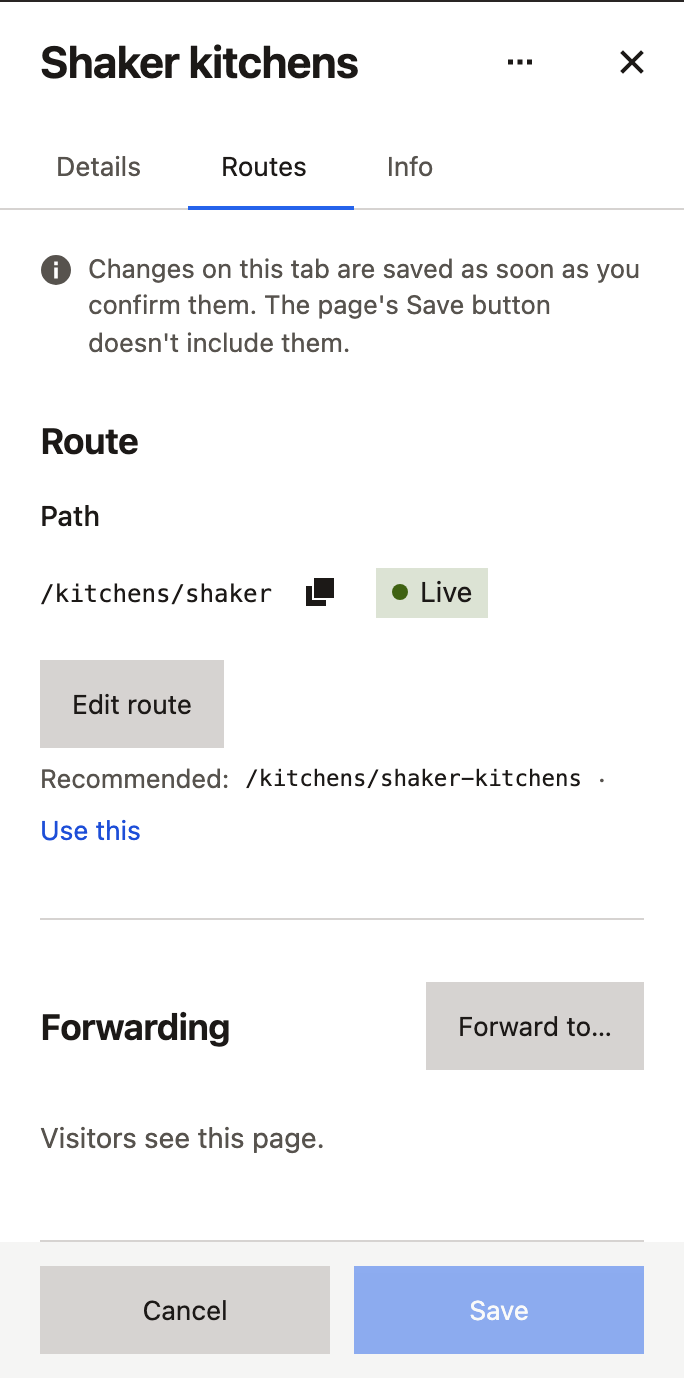 Shaker kitchens
Details Routes Info
Changes on this tab are saved as soon as you
confirm them. The page's Save button
doesn't include them.
Route
Path
/kitchens/shaker Live
Edit route
Recommended: /kitchens/shaker-kitchens ·
Use this
Forwarding Forward to...
Visitors see this page.
Cancel Save